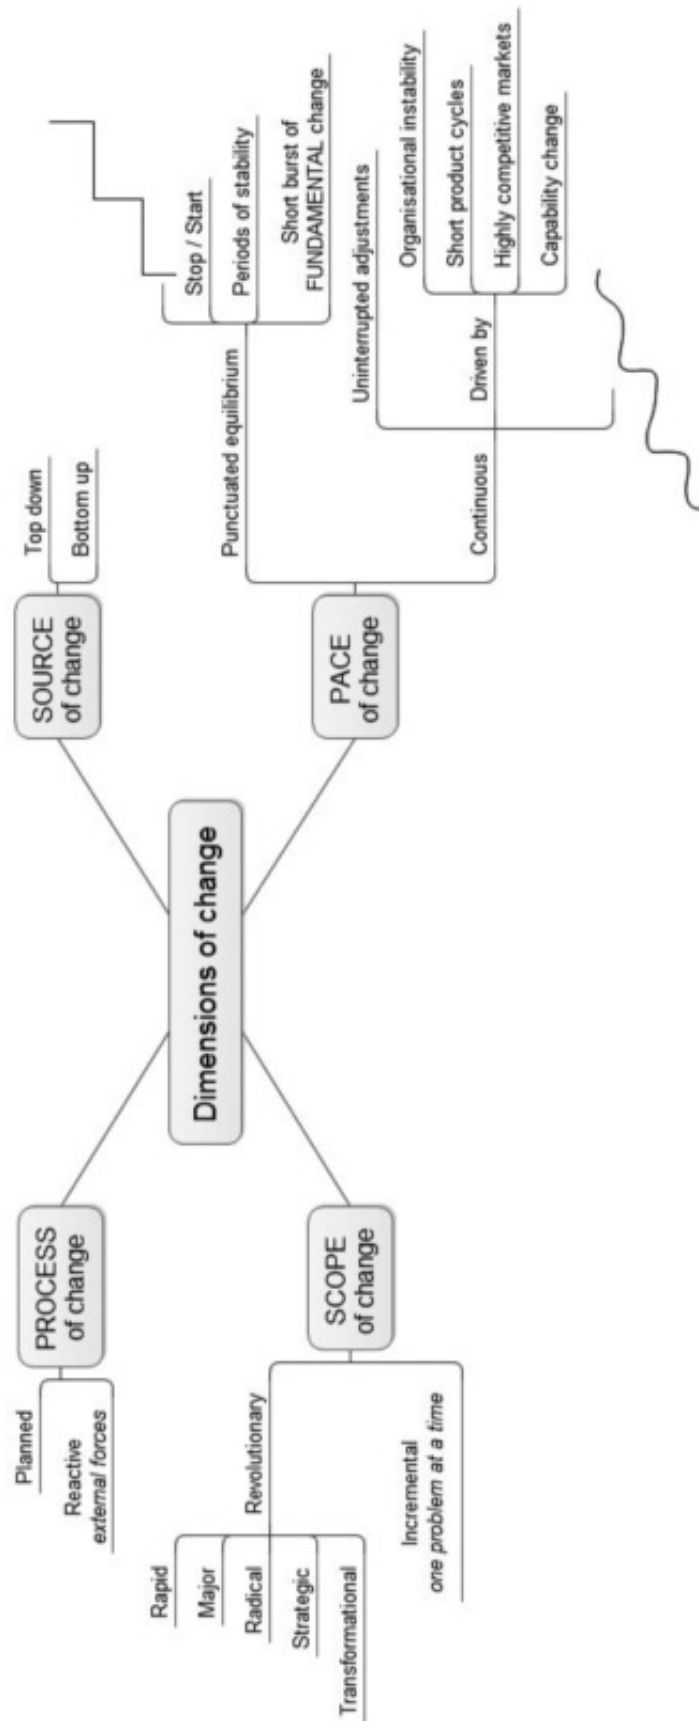 Dimensions of change
PROCESS
of change
Planned
Reactive
external forces
SCOPE
of change
Revolutionary
Rapid
Major
Radical
Strategic
Transformational
Incremental
one problem at a time
SOURCE
of change
Top down
Bottom up
PACE
of change
Punctuated equilibrium
Stop / Start
Periods of stability
Short burst of
FUNDAMENTAL change
Continuous
Uninterrupted adjustments
Driven by
Organisational instability
Short product cycles
Highly competitive markets
Capability change